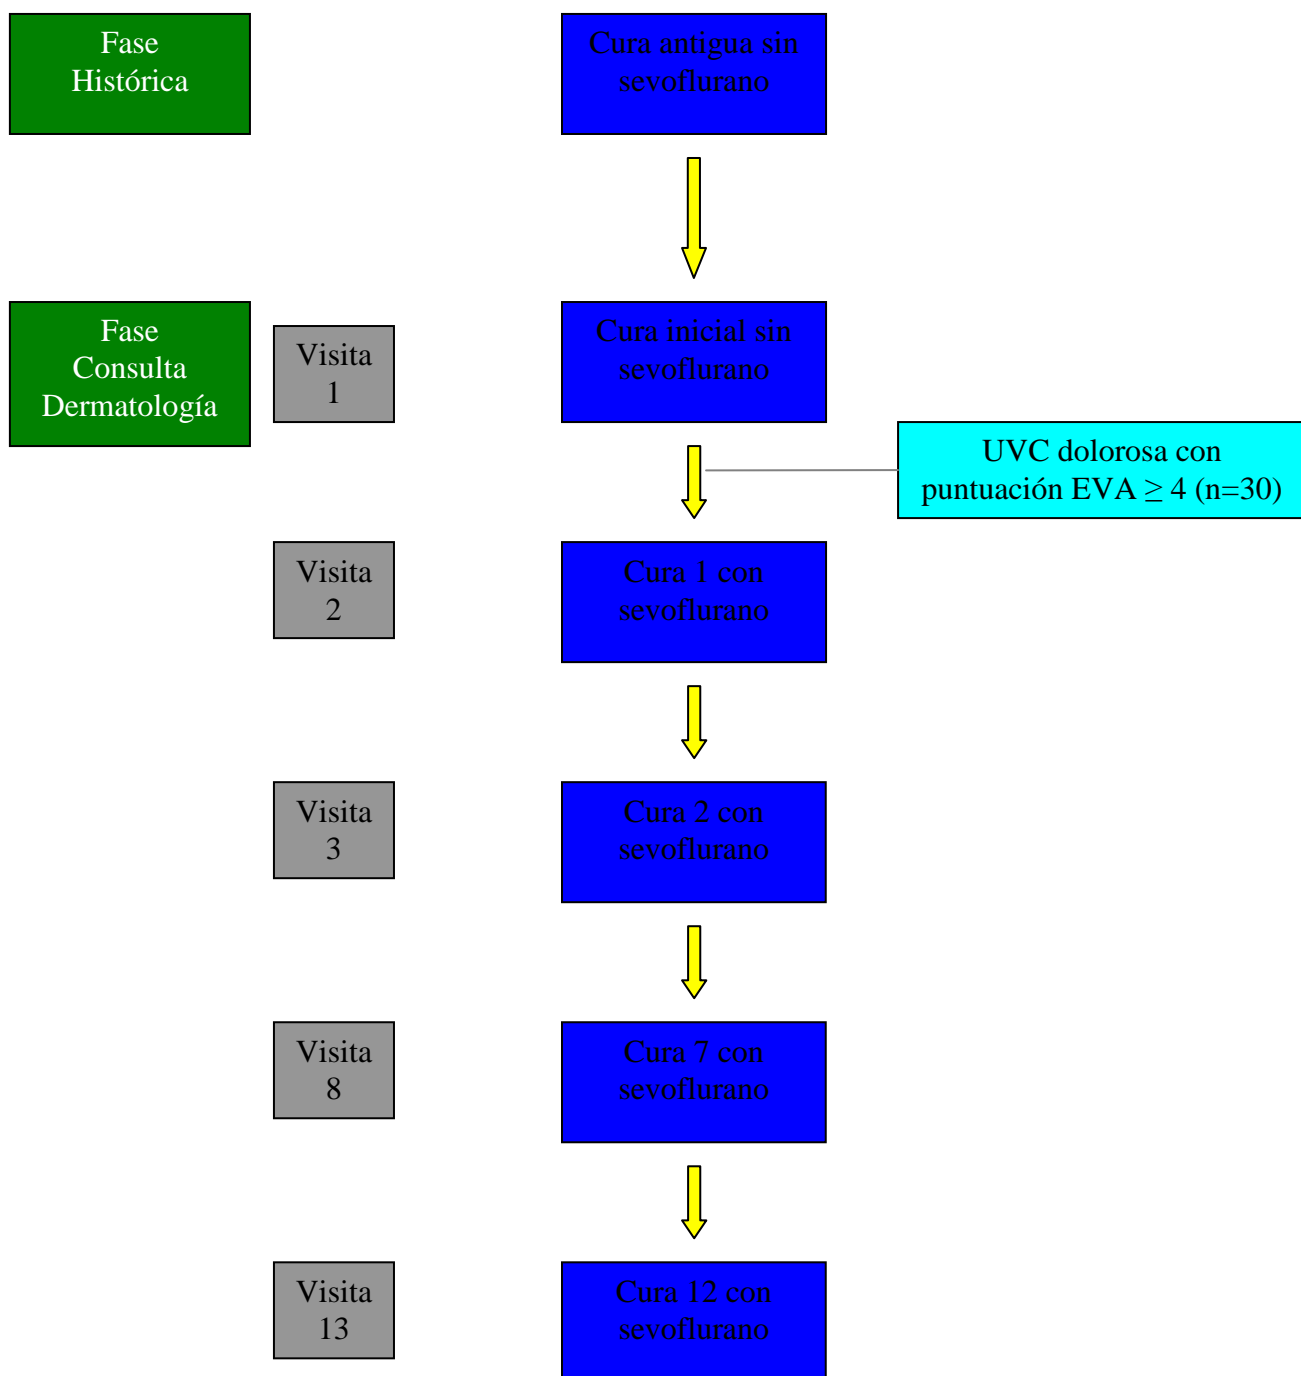 Fase
Histórica
Cura antigua sin
sevoflurano
Fase
Consulta
Dermatología
Visita
1
Cura inicial sin
sevoflurano
UVC dolorosa con
puntuación EVA ≥ 4 (n=30)
Visita
2
Cura 1 con
sevoflurano
Visita
3
Cura 2 con
sevoflurano
Visita
8
Cura 7 con
sevoflurano
Visita
13
Cura 12 con
sevoflurano